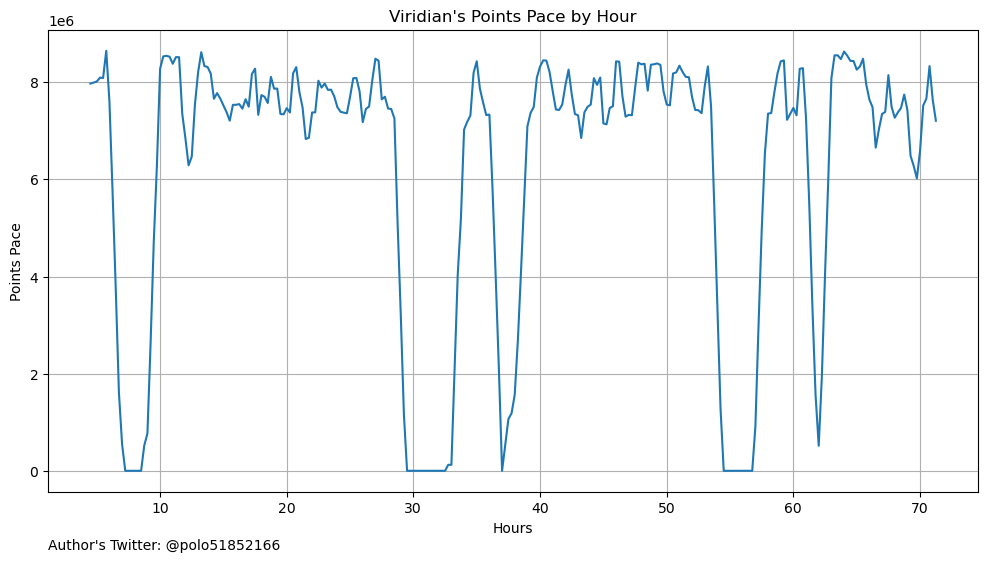 Viridian's Points Pace by Hour
1e6
8
6
4
2
0
Points Pace
10 20 30 40 50 60 70
Hours
Author's Twitter: @polo51852166